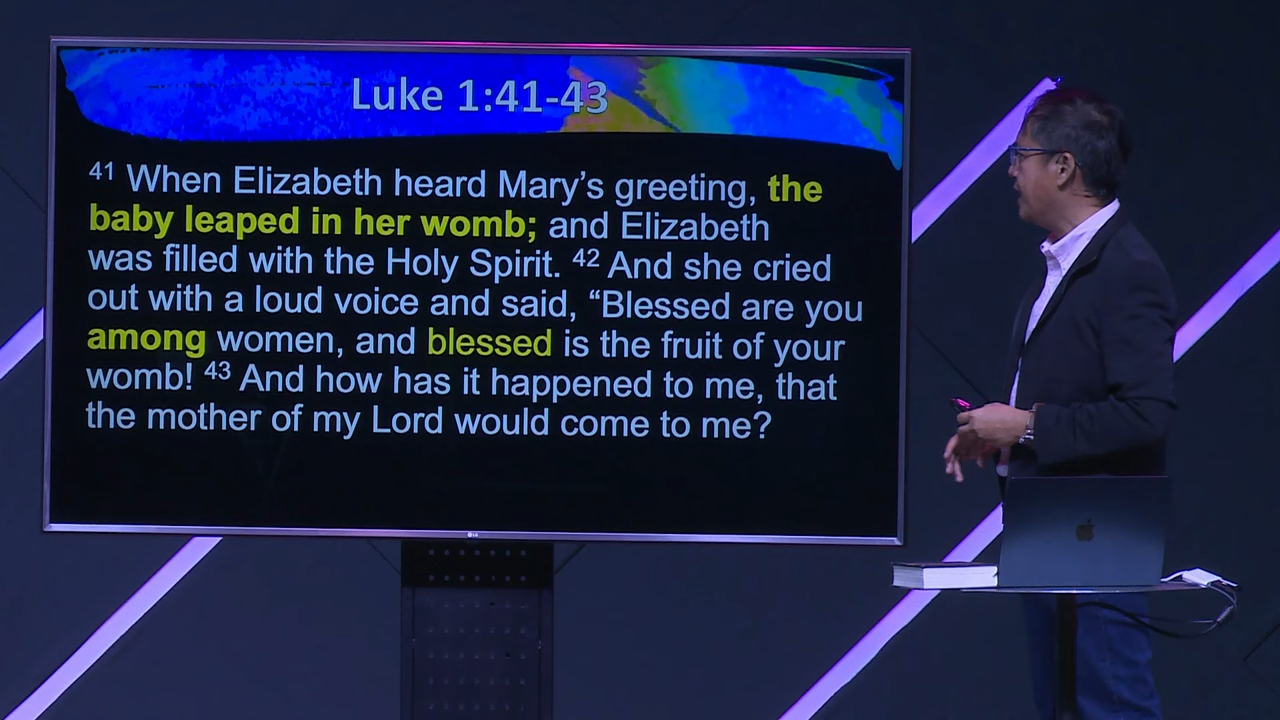 Luke 1:41-43
41 When Elizabeth heard Mary’s greeting, the
baby leaped in her womb; and Elizabeth
was filled with the Holy Spirit. 42 And she cried
out with a loud voice and said, “Blessed are you
among women, and blessed is the fruit of your
womb! 43 And how has it happened to me, that
the mother of my Lord would come to me?
LG